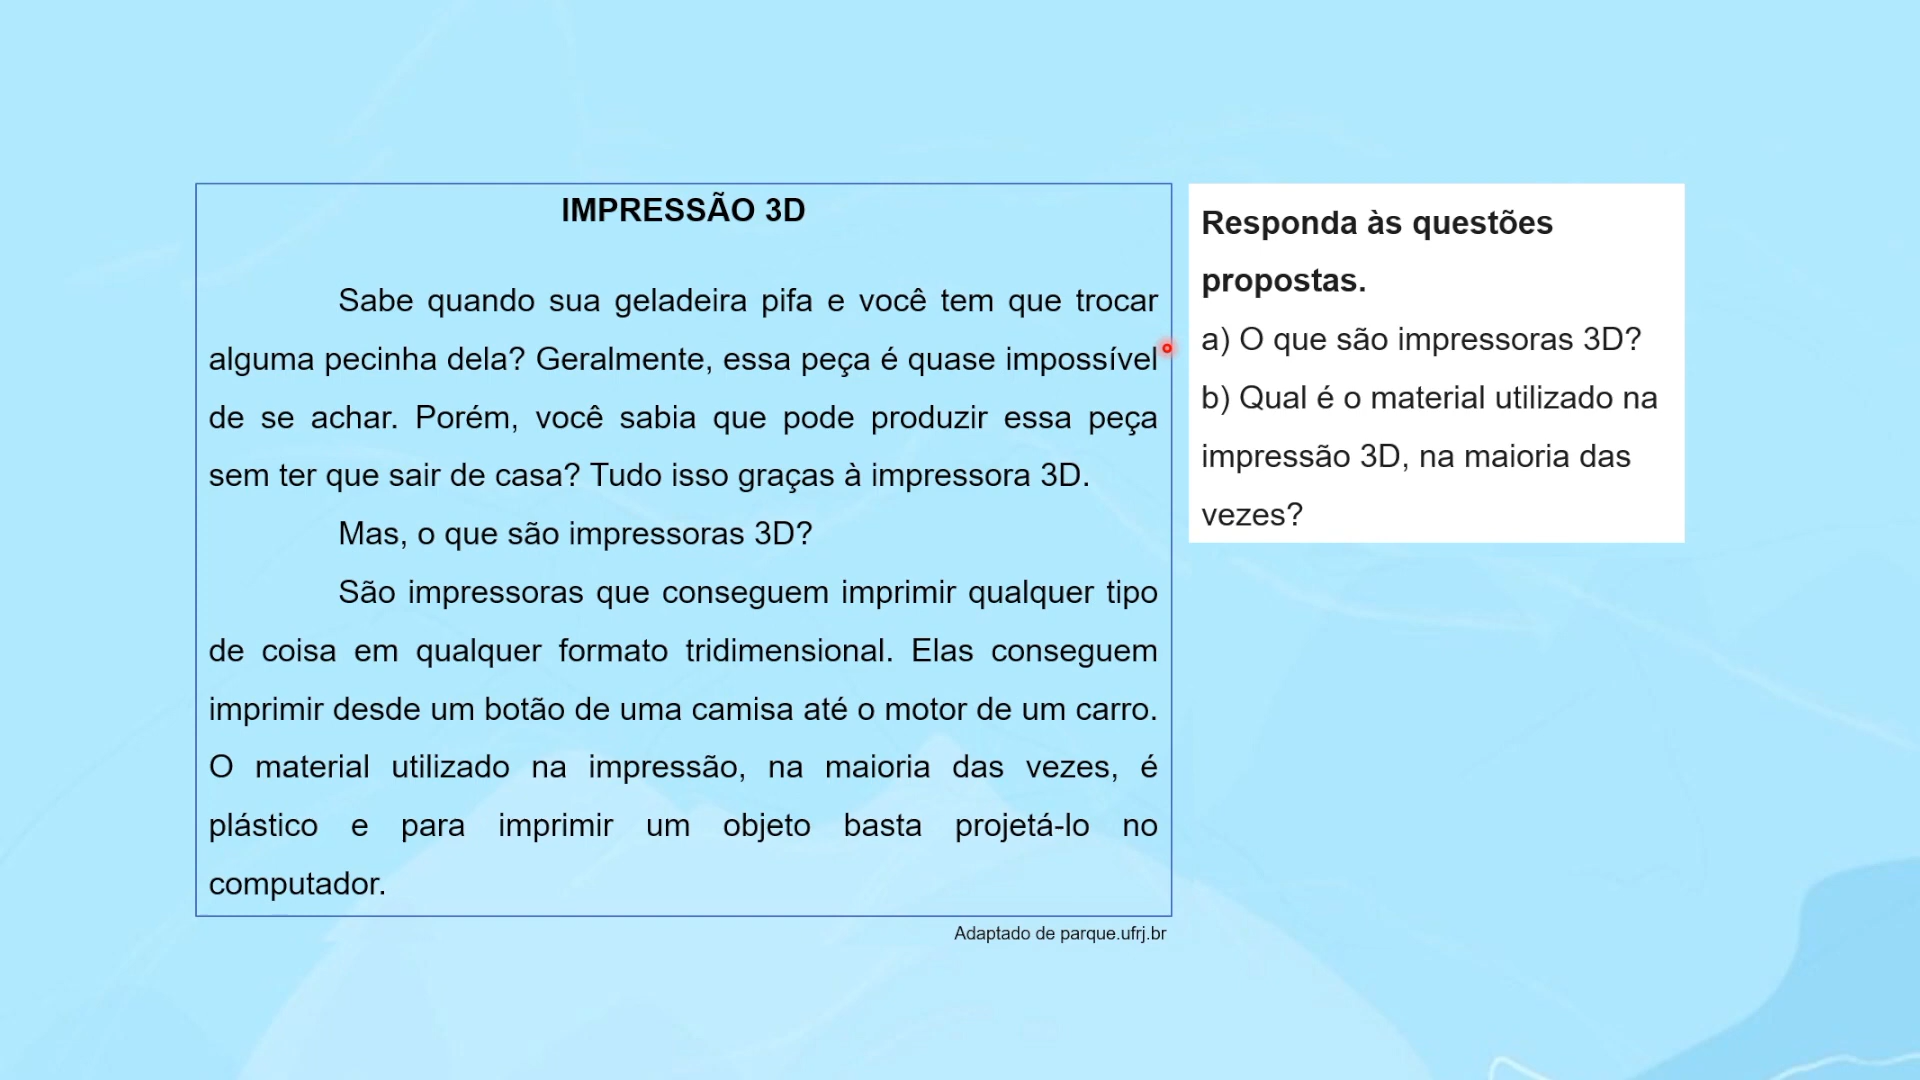 IMPRESSÃO 3D
Sabe quando sua geladeira pifa e você tem que trocar
alguma pecinha dela? Geralmente, essa peça é quase impossível
de se achar. Porém, você sabia que pode produzir essa peça
sem ter que sair de casa? Tudo isso graças à impressora 3D.
Mas, o que são impressoras 3D?
São impressoras que conseguem imprimir qualquer tipo
de coisa em qualquer formato tridimensional. Elas conseguem
imprimir desde um botão de uma camisa até o motor de um carro.
O material utilizado na impressão, na maioria das vezes, é
plástico e para imprimir um objeto basta projetá-lo no
computador.
Adaptado de parque.ufrj.br
Responda às questões
propostas.
a) O que são impressoras 3D?
b) Qual é o material utilizado na
impressão 3D, na maioria das
vezes?